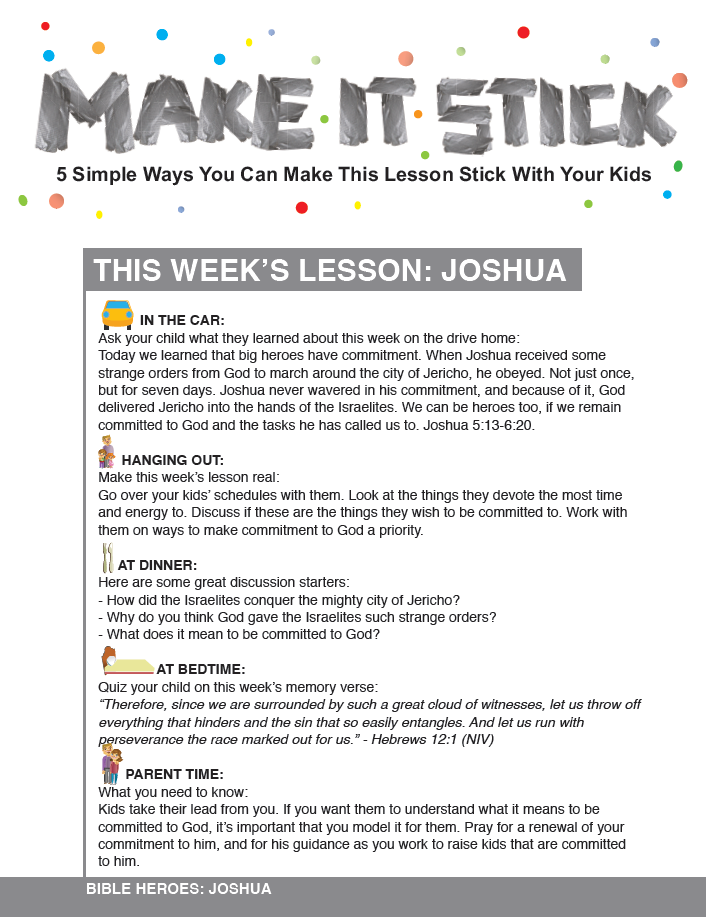 MAKE IT STICK
5 Simple Ways You Can Make This Lesson Stick With Your Kids
THIS WEEK’S LESSON: JOSHUA
IN THE CAR:
Ask your child what they learned about this week on the drive home:
Today we learned that big heroes have commitment. When Joshua received some
strange orders from God to march around the city of Jericho, he obeyed. Not just once,
but for seven days. Joshua never wavered in his commitment, and because of it, God
delivered Jericho into the hands of the Israelites. We can be heroes too, if we remain
committed to God and the tasks he has called us to. Joshua 5:13-6:20.
HANGING OUT:
Make this week’s lesson real:
Go over your kids’ schedules with them. Look at the things they devote the most time
and energy to. Discuss if these are the things they wish to be committed to. Work with
them on ways to make commitment to God a priority.
AT DINNER:
Here are some great discussion starters:
- How did the Israelites conquer the mighty city of Jericho?
- Why do you think God gave the Israelites such strange orders?
- What does it mean to be committed to God?
AT BEDTIME:
Quiz your child on this week’s memory verse:
“Therefore, since we are surrounded by such a great cloud of witnesses, let us throw off
everything that hinders and the sin that so easily entangles. And let us run with
perseverance the race marked out for us.” - Hebrews 12:1 (NIV)
PARENT TIME:
What you need to know:
Kids take their lead from you. If you want them to understand what it means to be
committed to God, it’s important that you model it for them. Pray for a renewal of your
commitment to him, and for his guidance as you work to raise kids that are committed
to him.
BIBLE HEROES: JOSHUA